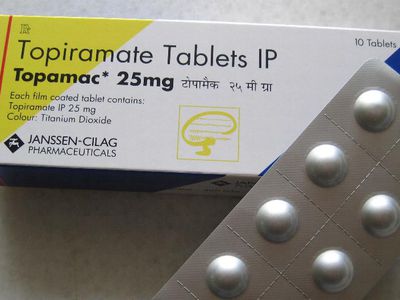 Rx
10 Tablets
Topiramate Tablets IP
Topamac* 25mg टोपामैक २५ मी ग्रा
Each film coated tablet contains:
Topiramate IP 25 mg
Colour: Titanium Dioxide
JANSSEN-CILAG
PHARMACEUTICALS